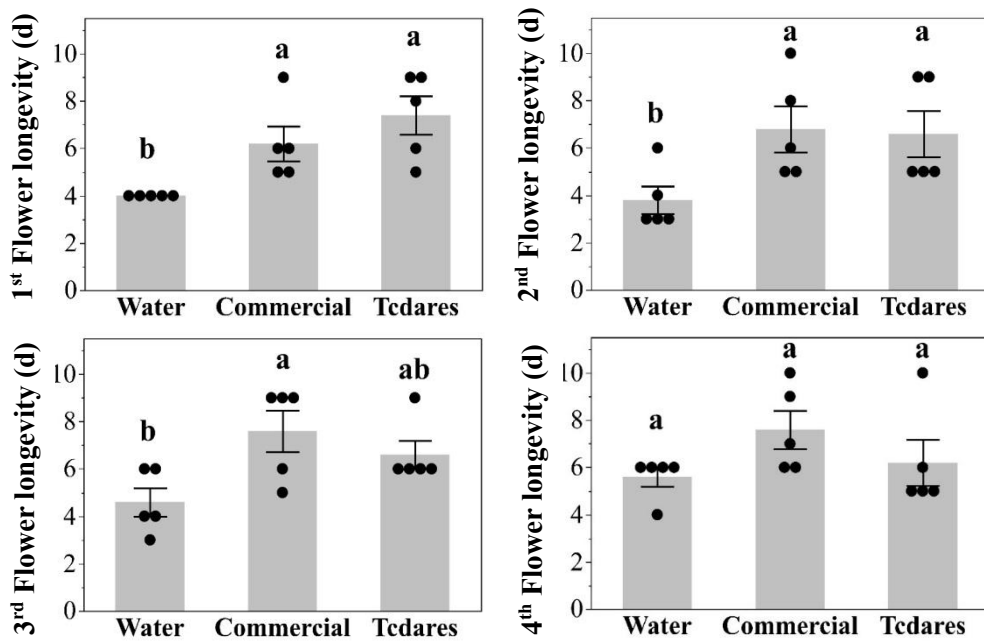 1st Flower longevity (d)
10
8
6
4
2
0
b
a
a
Water Commercial Tcdares
2nd Flower longevity (d)
10
8
6
4
2
0
b
a
a
Water Commercial Tcdares
3rd Flower longevity (d)
10
8
6
4
2
0
b
a
ab
Water Commercial Tcdares
4th Flower longevity (d)
10
8
6
4
2
0
a
a
a
Water Commercial Tcdares